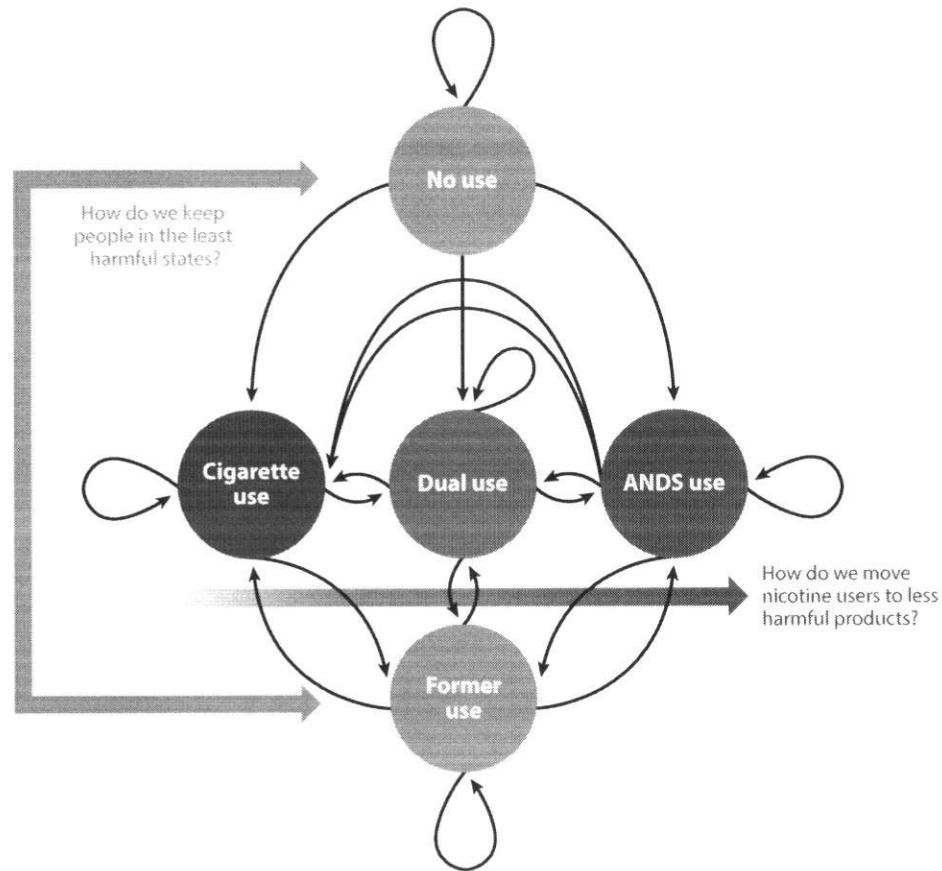 No use
How do we keep
people in the least
harmful states?
Cigarette
use
Dual use
ANDS use
How do we move
nicotine users to less
harmful products?
Former
use